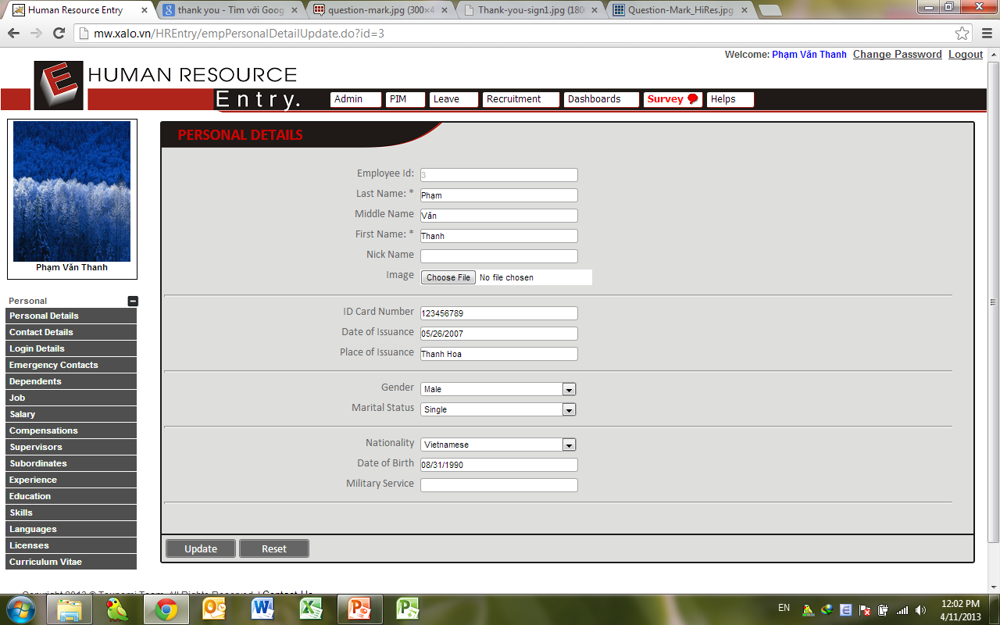 Human Resource Entry
thank you - Tìm với Goog
question-mark.jpg (300×4
Thank-you-sign1.jpg (180
Question-Mark_HiRes.jpg
mw.xalo.vn/HREntry/empPersonalDetailUpdate.do?id=3
Welcome: Phạm Văn Thanh Change Password Logout
E HUMAN RESOURCE
Entry.
Admin PIM Leave Recruitment Dashboards Survey Helps
Phạm Văn Thanh
Personal
Personal Details
Contact Details
Login Details
Emergency Contacts
Dependents
Job
Salary
Compensations
Supervisors
Subordinates
Experience
Education
Skills
Languages
Licenses
Curriculum Vitae
PERSONAL DETAILS
Employee Id: 3
Last Name: * Phạm
Middle Name Văn
First Name: * Thanh
Nick Name
Image Choose File No file chosen
ID Card Number 123456789
Date of Issuance 05/26/2007
Place of Issuance Thanh Hoa
Gender Male
Marital Status Single
Nationality Vietnamese
Date of Birth 08/31/1990
Military Service
Update Reset
Copyright 2013 © Tsunami Team All Rights Reserved. | Contact Us
EN
12:02 PM
4/11/2013